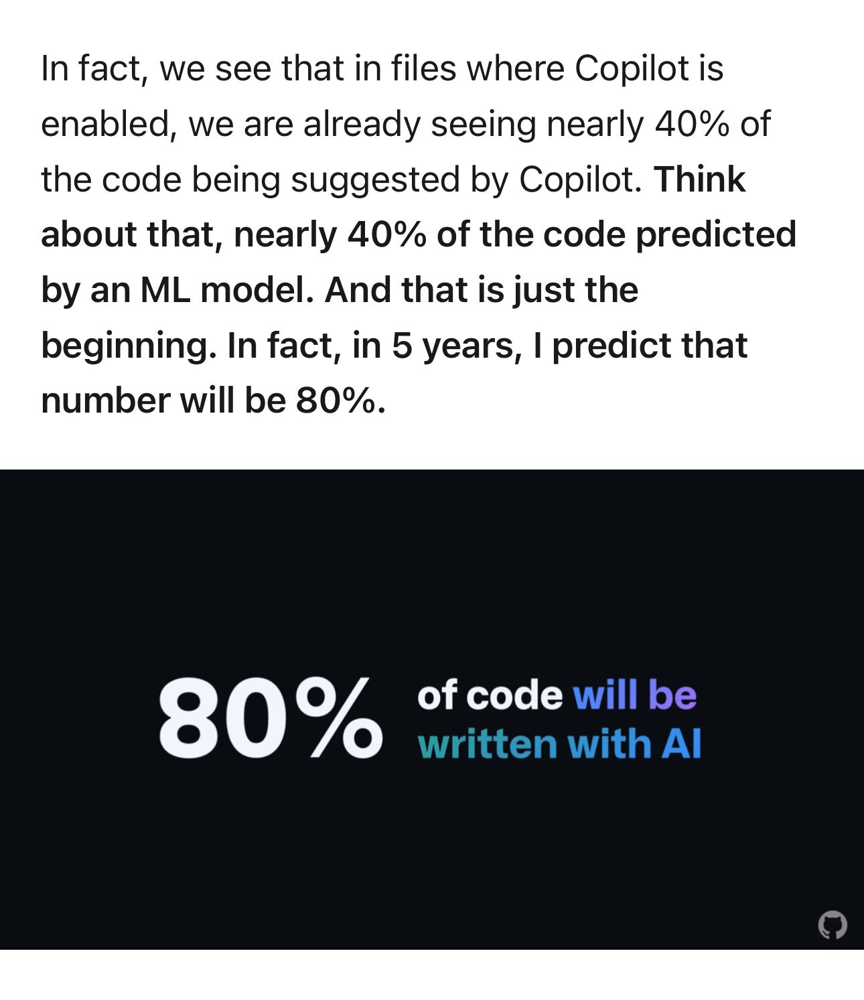 In fact, we see that in files where Copilot is
enabled, we are already seeing nearly 40% of
the code being suggested by Copilot. Think
about that, nearly 40% of the code predicted
by an ML model. And that is just the
beginning. In fact, in 5 years, I predict that
number will be 80%.
80%
of code will be
written with AI